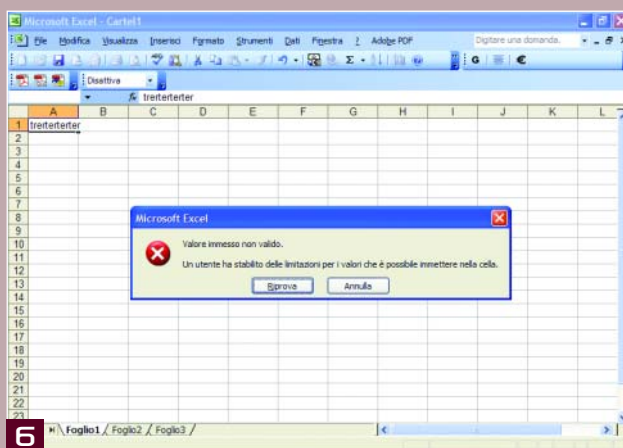 Microsoft Excel - Cartel1
File Modifica Visualizza Inserisci Formato Strumenti Dati Finestra ? Adobe PDF Digitare una domanda.
G €
Disattiva
fx trerterterter
A B C D E F G H I J K L
1 trerterterter
2
3
4
5
6
7
8 Microsoft Excel
9
10 Valore immesso non valido.
11
12 Un utente ha stabilito delle limitazioni per i valori che è possibile immettere nella cella.
13 Riprova Annulla
14
15
16
17
18
19
20
21
22
23
Foglio1 / Foglio2 / Foglio3 /
6